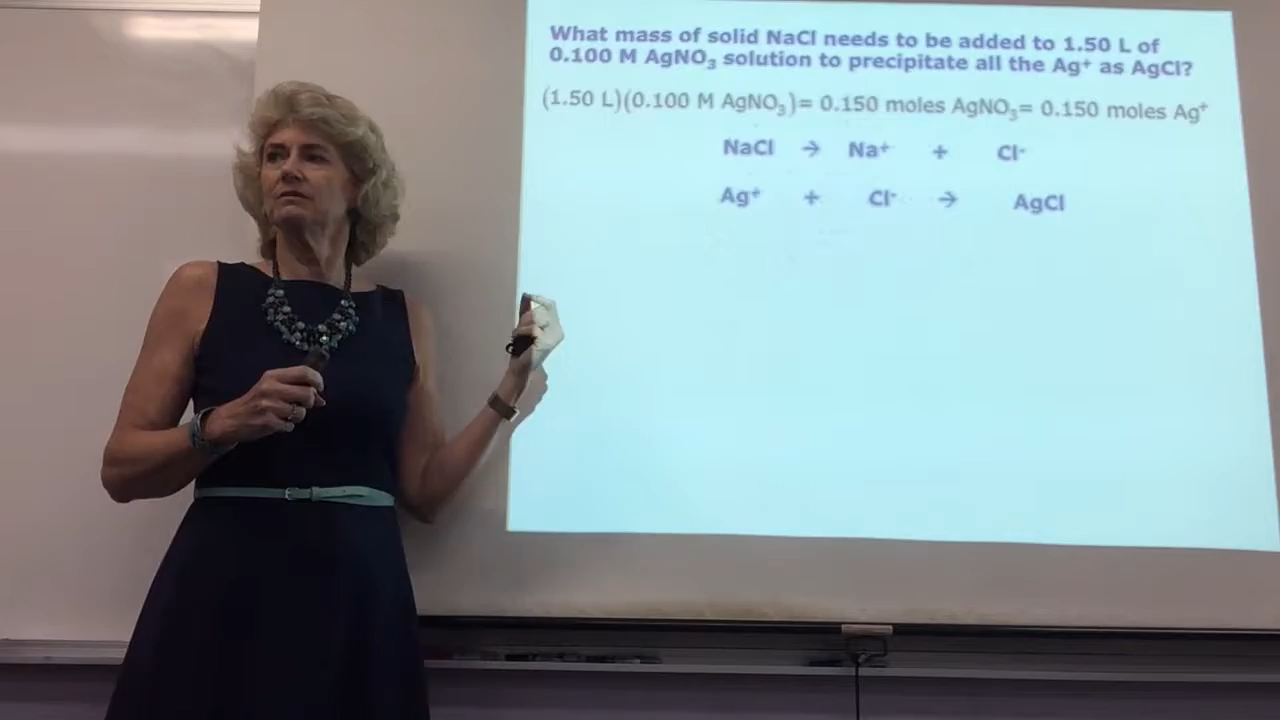 What mass of solid NaCl needs to be added to 1.50 L of
0.100 M AgNO₃ solution to precipitate all the Ag⁺ as AgCl?
(1.50 L)(0.100 M AgNO₃)= 0.150 moles AgNO₃= 0.150 moles Ag⁺
NaCl → Na⁺ + Cl⁻
Ag⁺ + Cl⁻ → AgCl